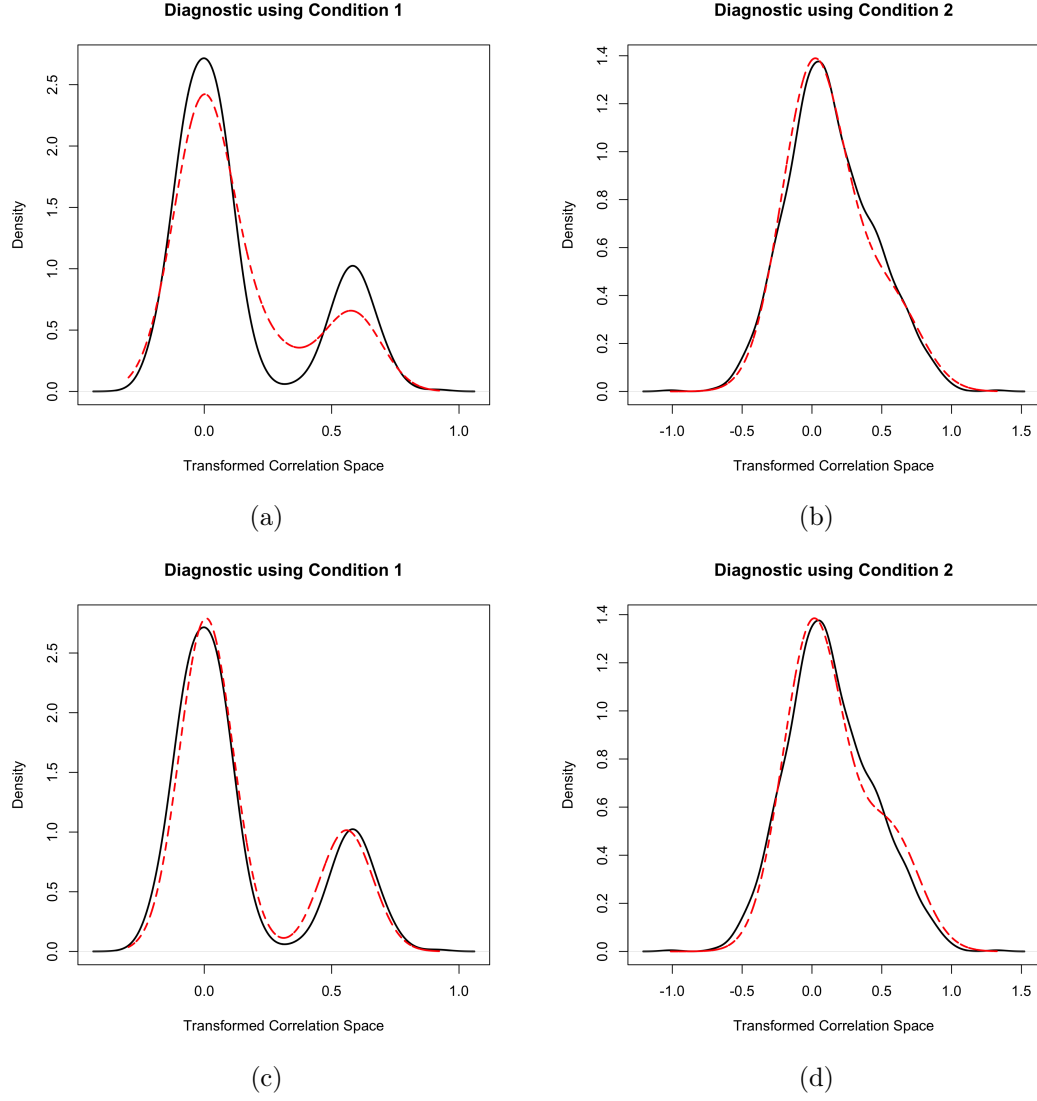 Diagnostic using Condition 1
Density
0.0 0.5 1.0 1.5 2.0 2.5
0.0 0.5 1.0
Transformed Correlation Space
(a)
Diagnostic using Condition 2
Density
0.0 0.2 0.4 0.6 0.8 1.0 1.2 1.4
-1.0 -0.5 0.0 0.5 1.0 1.5
Transformed Correlation Space
(b)
Diagnostic using Condition 1
Density
0.0 0.5 1.0 1.5 2.0 2.5
0.0 0.5 1.0
Transformed Correlation Space
(c)
Diagnostic using Condition 2
Density
0.0 0.2 0.4 0.6 0.8 1.0 1.2 1.4
-1.0 -0.5 0.0 0.5 1.0 1.5
Transformed Correlation Space
(d)